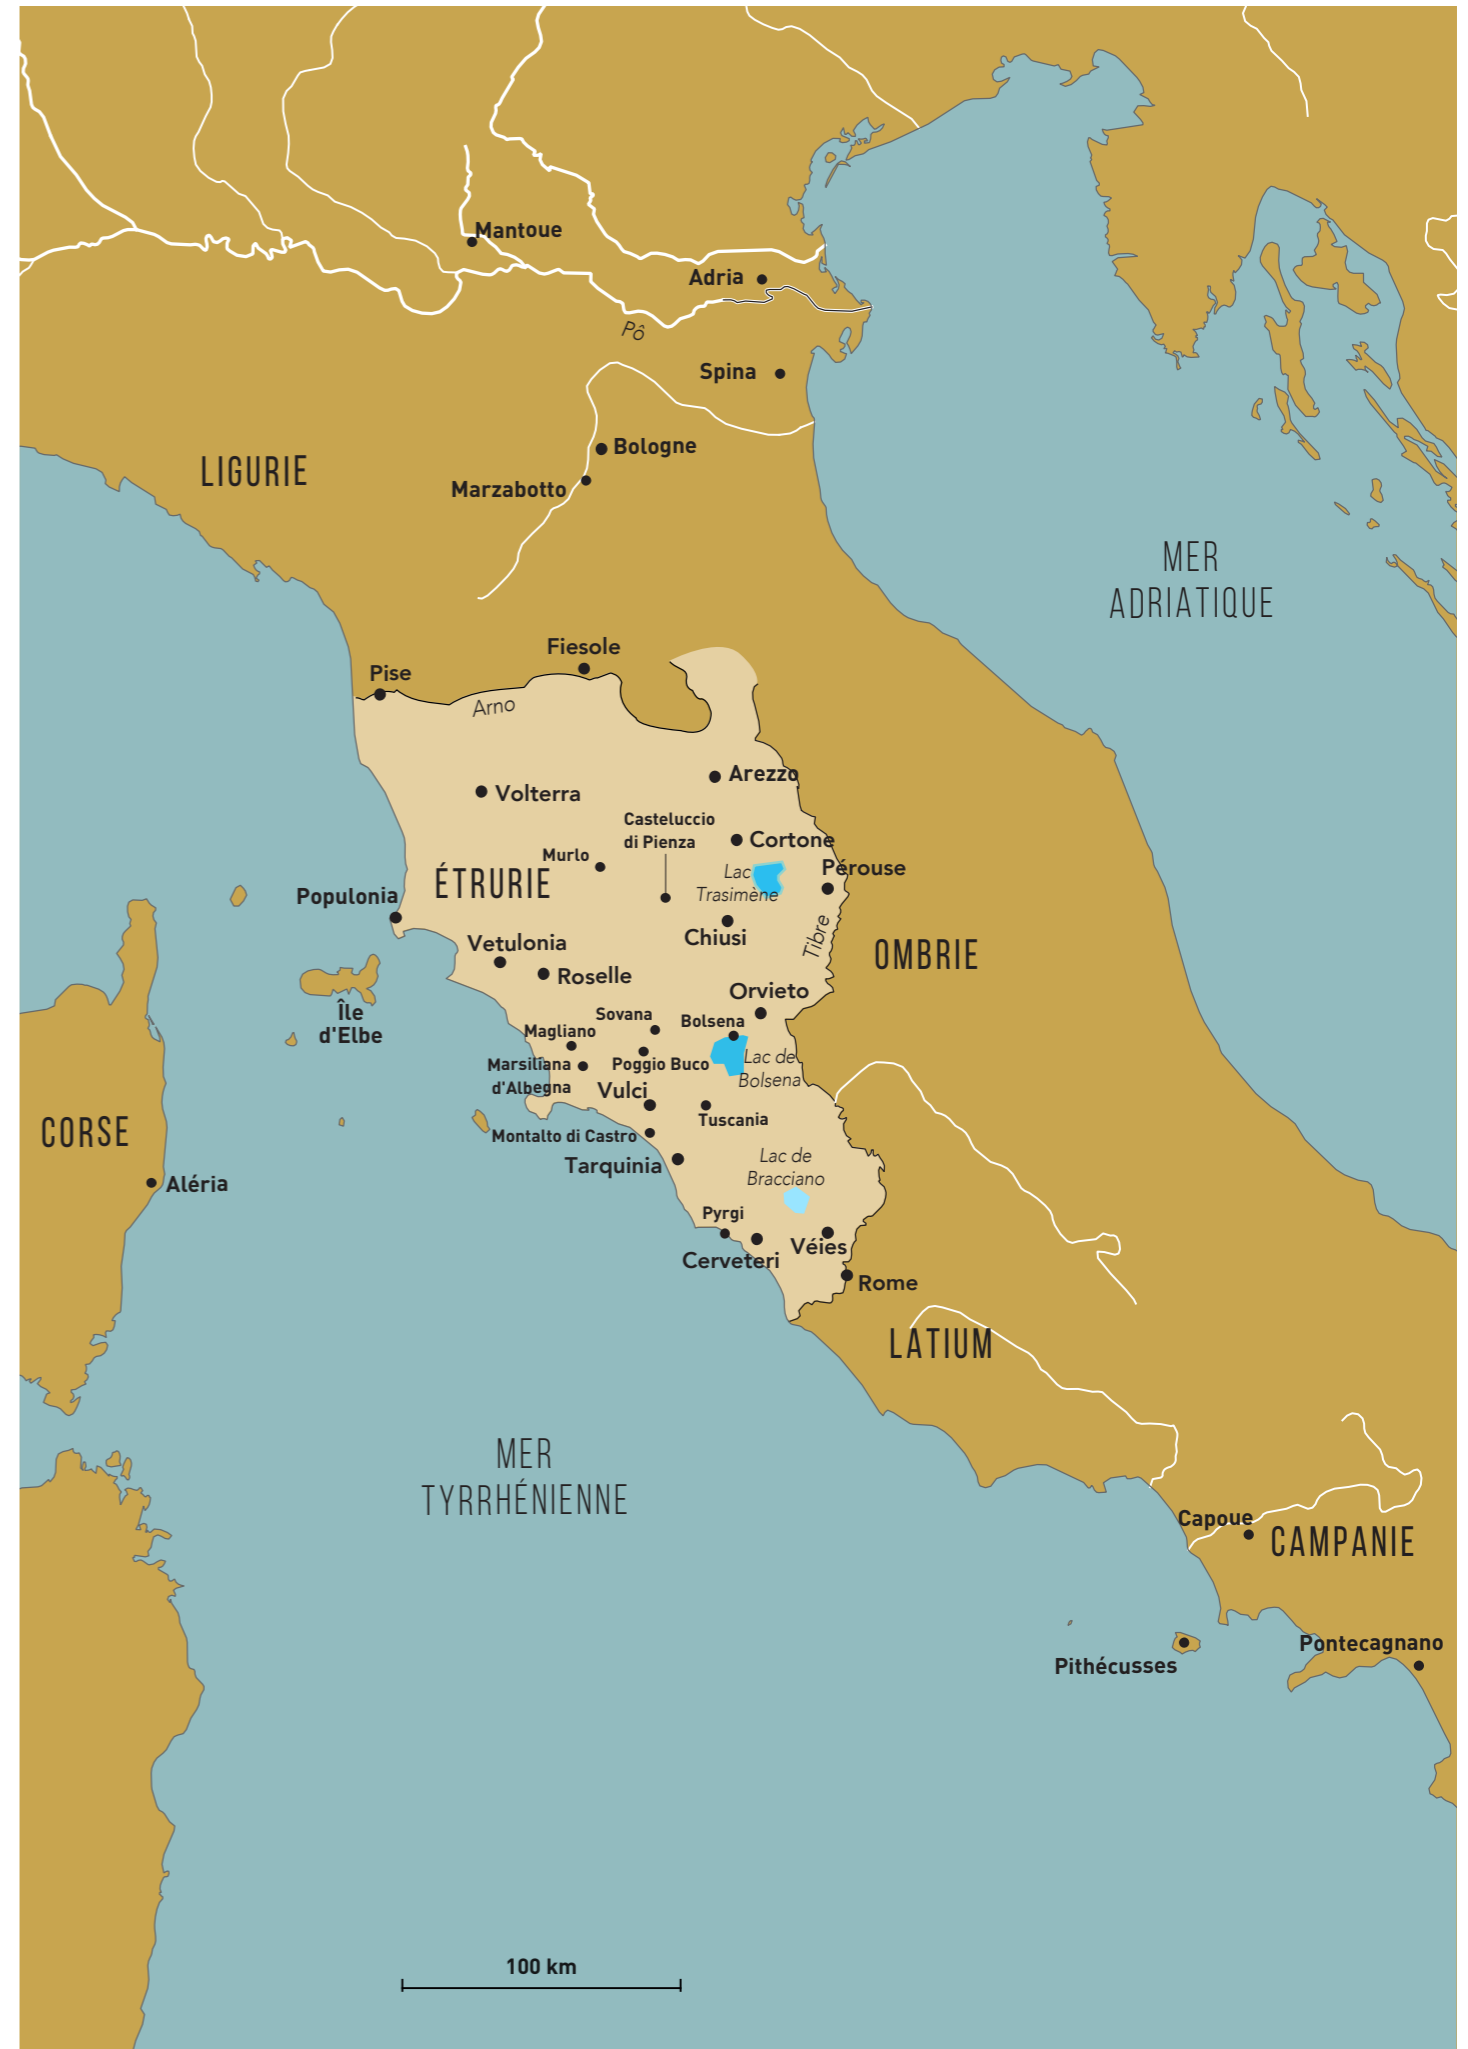 Mantoue
Adria
Pô
Spina
Bologne
LIGURIE
Marzabotto
MER
ADRIATIQUE
Fiesole
Pise
Arno
Arezzo
Volterra
Casteluccio
di Pienza
Cortone
Murlo
Lac
Trasimène
Pérouse
ÉTRURIE
Populonia
Chiusi
Tibre
Vetulonia
OMBRIE
Roselle
Orvieto
Île
d'Elbe
Sovana
Bolsena
Magliano
Marsiliana
d'Albegna
Poggio Buco
Lac de
Bolsena
Vulci
Tuscania
CORSE
Montalto di Castro
Lac de
Bracciano
Tarquinia
Aléria
Pyrgi
Véies
Cerveteri
Rome
LATIUM
MER
TYRRHÉNIENNE
Capoue
CAMPANIE
Pontecagnano
Pithécusses
100 km